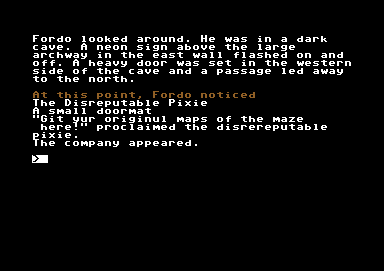 Fordo looked around. He was in a dark
cave. A neon sign above the large
archway in the east wall flashed on and
off. A heavy door was set in the western
side of the cave and a passage led away
to the north.
At this point, Fordo noticed
The Disreputable Pixie
A small doormat
"Git yur originul maps of the maze
here!" proclaimed the disrereputable
pixie.
The company appeared.
>